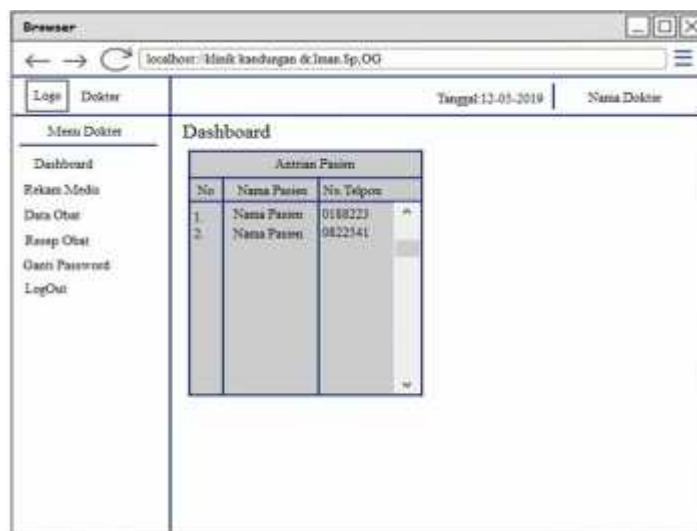 Browser
localhost://klinik kandungan dr.Iman.Sp,OG
Logo Dokter
Tanggal:12-05-2019
Nama Dokter
Menu Dokter
Dashboard
Rekam Medis
Data Obat
Resep Obat
Ganti Password
LogOut
Dashboard
Antrian Pasien
No Nama Pasien No. Telpon
1. Nama Pasien 0188223
2. Nama Pasien 0822541